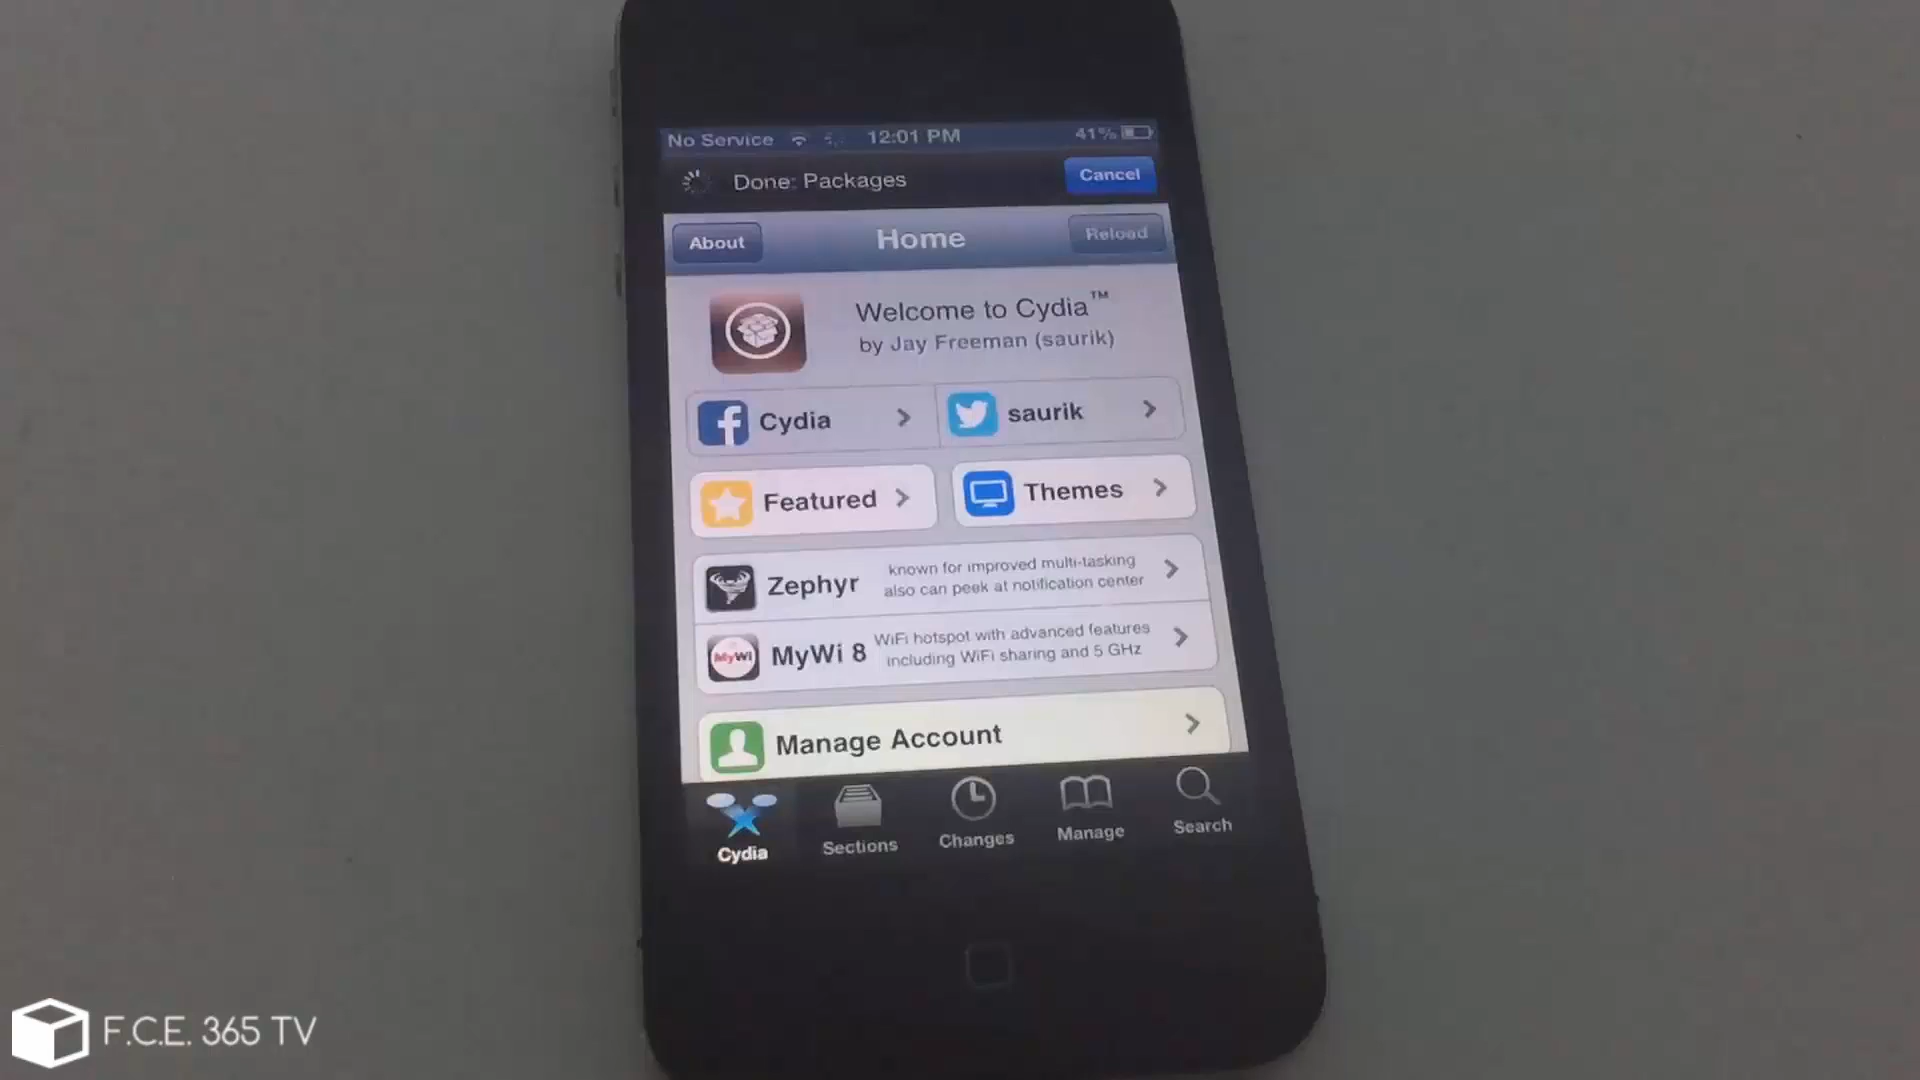 No Service 12:01 PM 41%
Done: Packages Cancel
About Home Reload
Welcome to Cydia™
by Jay Freeman (saurik)
Cydia saurik
Featured Themes
Zephyr known for improved multi-tasking
also can peek at notification center
MyWi MyWi 8 WiFi hotspot with advanced features
including WiFi sharing and 5 GHz
Manage Account
Cydia Sections Changes Manage Search
F.C.E. 365 TV